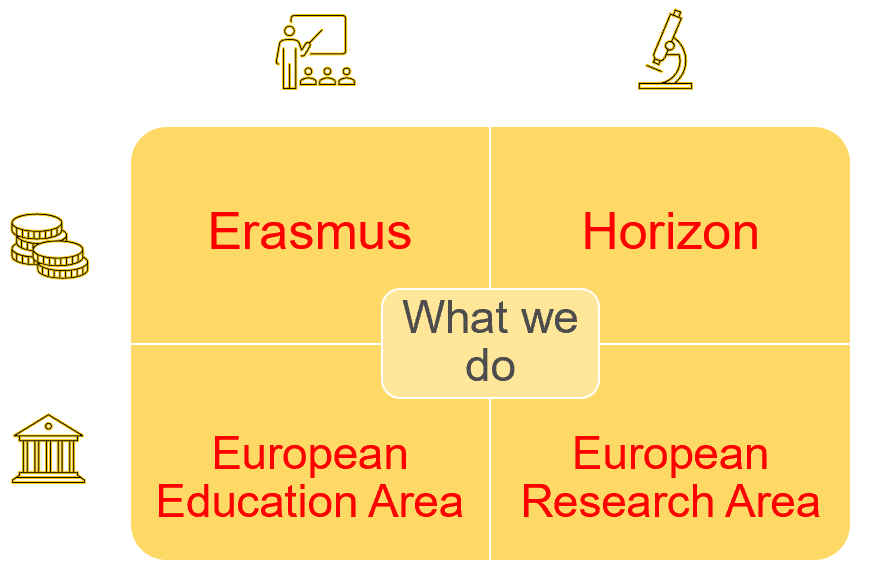 Erasmus
Horizon
What we
do
European
Education Area
European
Research Area